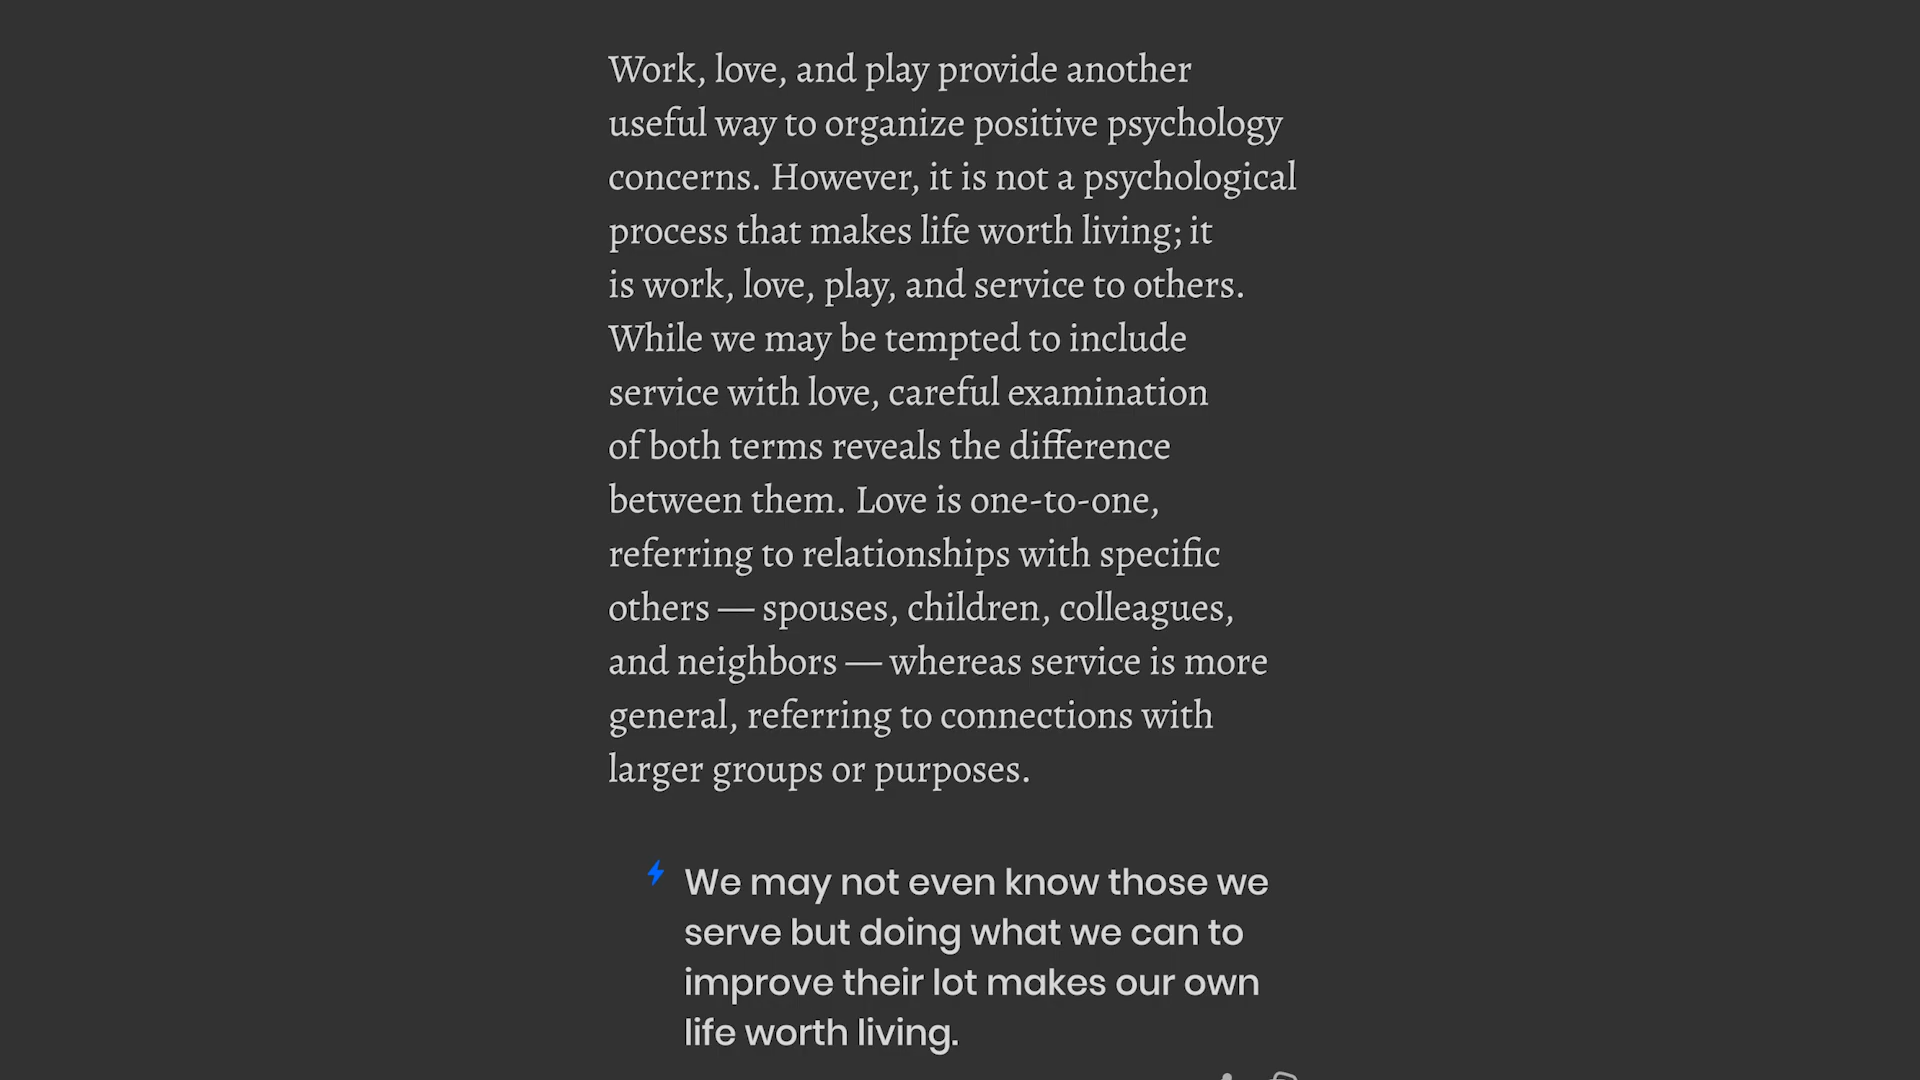 Work, love, and play provide another
useful way to organize positive psychology
concerns. However, it is not a psychological
process that makes life worth living; it
is work, love, play, and service to others.
While we may be tempted to include
service with love, careful examination
of both terms reveals the difference
between them. Love is one-to-one,
referring to relationships with specific
others — spouses, children, colleagues,
and neighbors — whereas service is more
general, referring to connections with
larger groups or purposes.
We may not even know those we
serve but doing what we can to
improve their lot makes our own
life worth living.